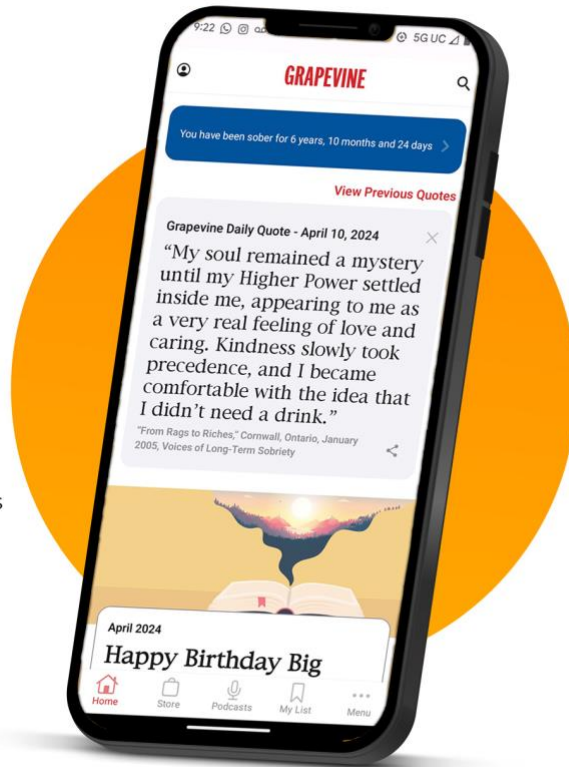 9:22
5G UC
GRAPEVINE
You have been sober for 6 years, 10 months and 24 days
View Previous Quotes
Grapevine Daily Quote - April 10, 2024
“My soul remained a mystery
until my Higher Power settled
inside me, appearing to me as
a very real feeling of love and
caring. Kindness slowly took
precedence, and I became
comfortable with the idea that
I didn’t need a drink.”
"From Rags to Riches," Cornwall, Ontario, January
2005, Voices of Long-Term Sobriety
s
April 2024
Happy Birthday Big
Home
Store
Podcasts
My List
Menu